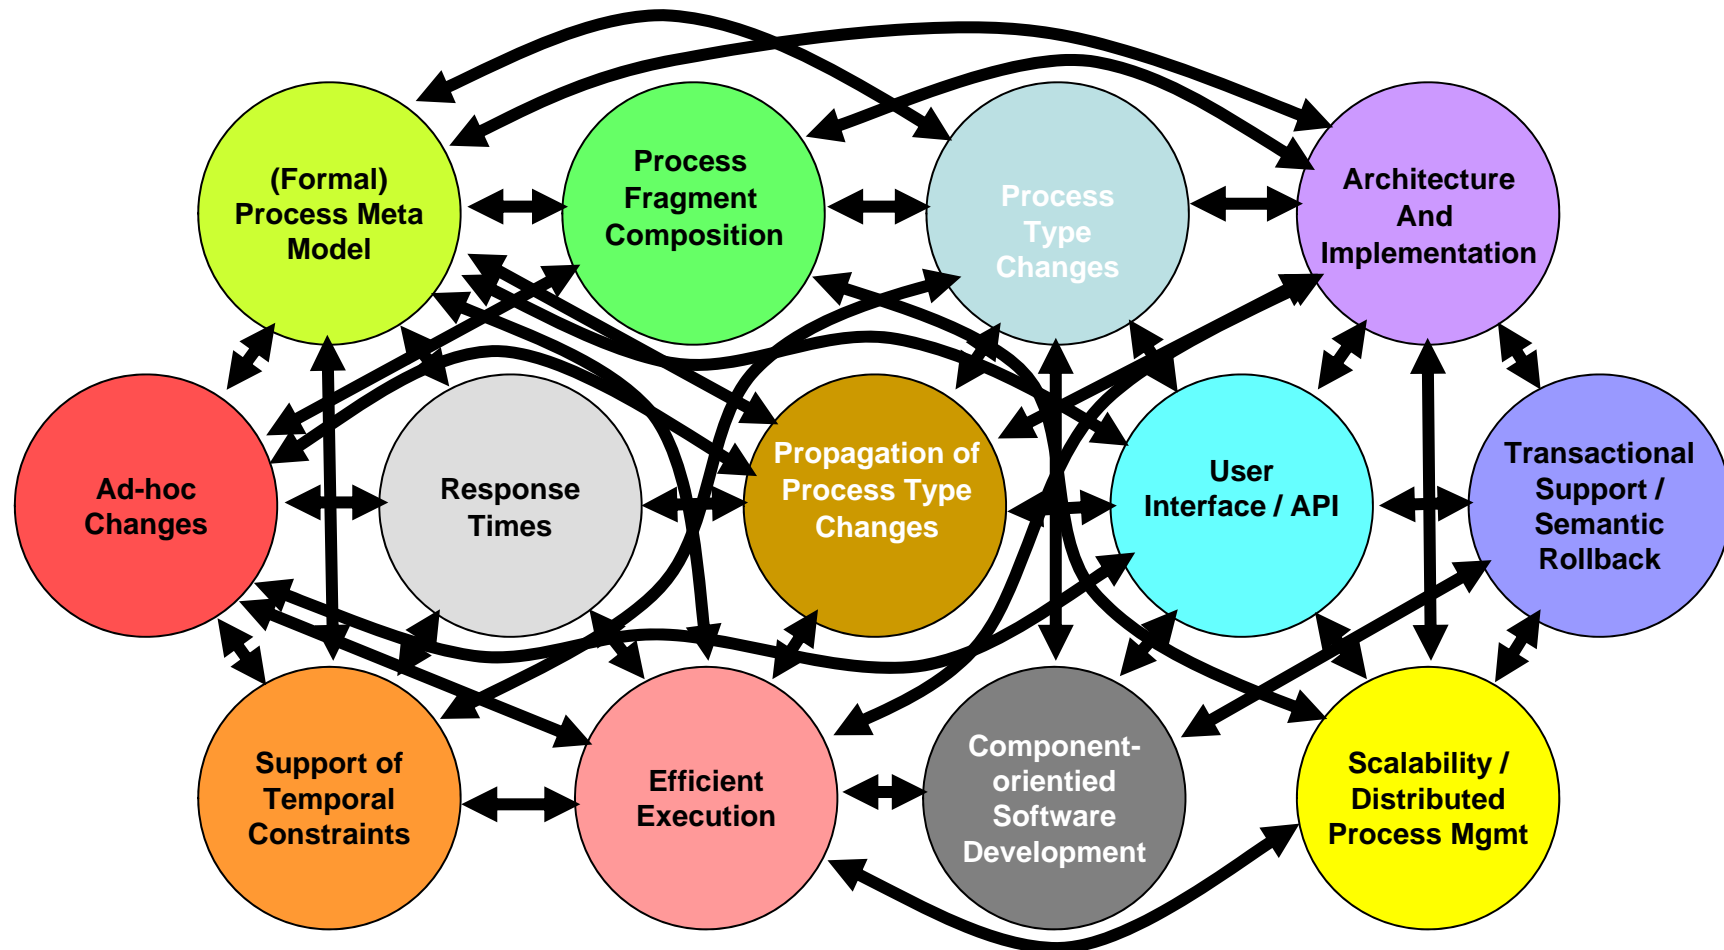 (Formal)
Process Meta
Model
Process
Fragment
Composition
Process
Type
Changes
Architecture
And
Implementation
Ad-hoc
Changes
Response
Times
Propagation of
Process Type
Changes
User
Interface / API
Transactional
Support /
Semantic
Rollback
Support of
Temporal
Constraints
Efficient
Execution
Component-
orientied
Software
Development
Scalability /
Distributed
Process Mgmt